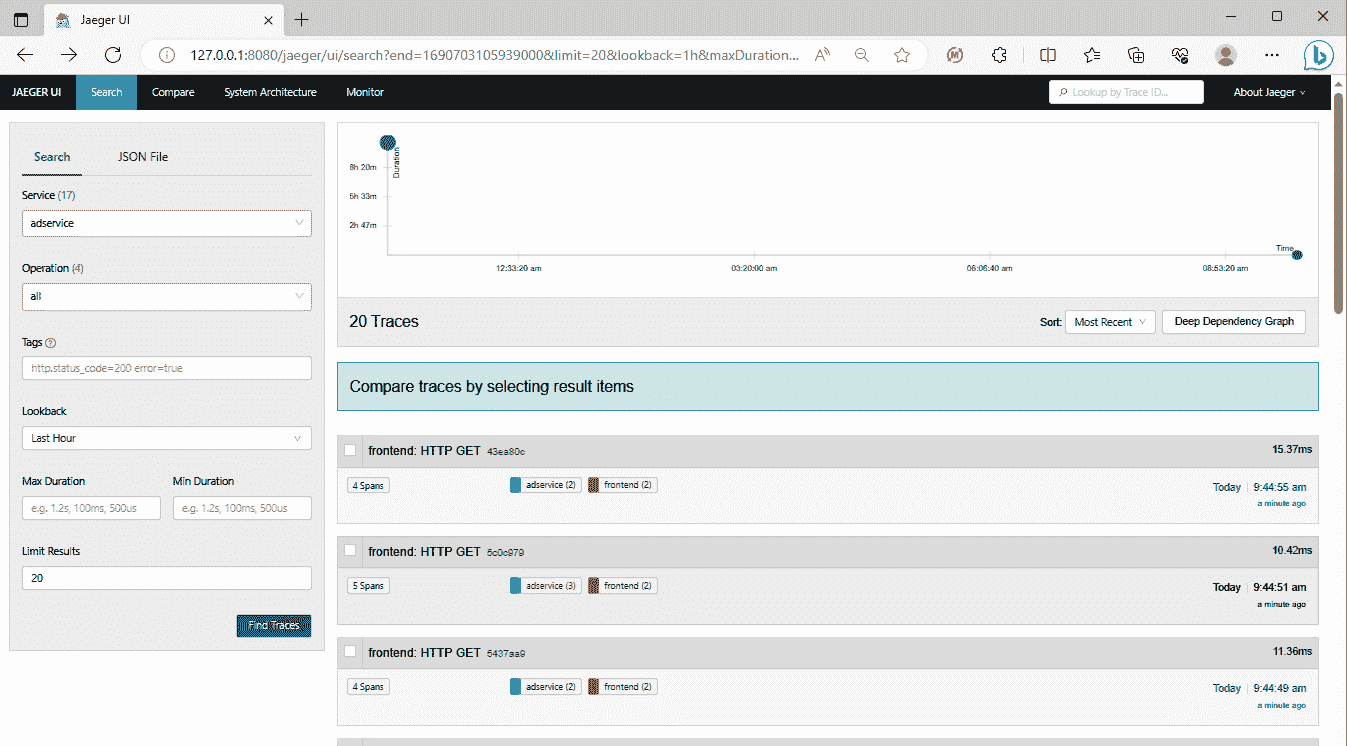 Jaeger UI
127.0.0.1:8080/jaeger/ui/search?end=1690703105939000&limit=20&lookback=1h&maxDuration...
JAEGER UI Search Compare System Architecture Monitor Lookup by Trace ID... About Jaeger
Search JSON File
Service (17)
adservice
Operation (4)
all
Tags
http.status_code=200 error=true
Lookback
Last Hour
Max Duration Min Duration
e.g. 1.2s, 100ms, 500us e.g. 1.2s, 100ms, 500us
Limit Results
20
Find Traces
Duration
8h 20m
5h 33m
2h 47m
Time
12:33:20 am 03:20:00 am 06:06:40 am 08:53:20 am
20 Traces Sort: Most Recent Deep Dependency Graph
Compare traces by selecting result items
frontend: HTTP GET 43ea80c 15.37ms
4 Spans adservice (2) frontend (2) Today 9:44:55 am
a minute ago
frontend: HTTP GET 5c0c979 10.42ms
5 Spans adservice (3) frontend (2) Today 9:44:51 am
a minute ago
frontend: HTTP GET 6437aa9 11.36ms
4 Spans adservice (2) frontend (2) Today 9:44:49 am
a minute ago